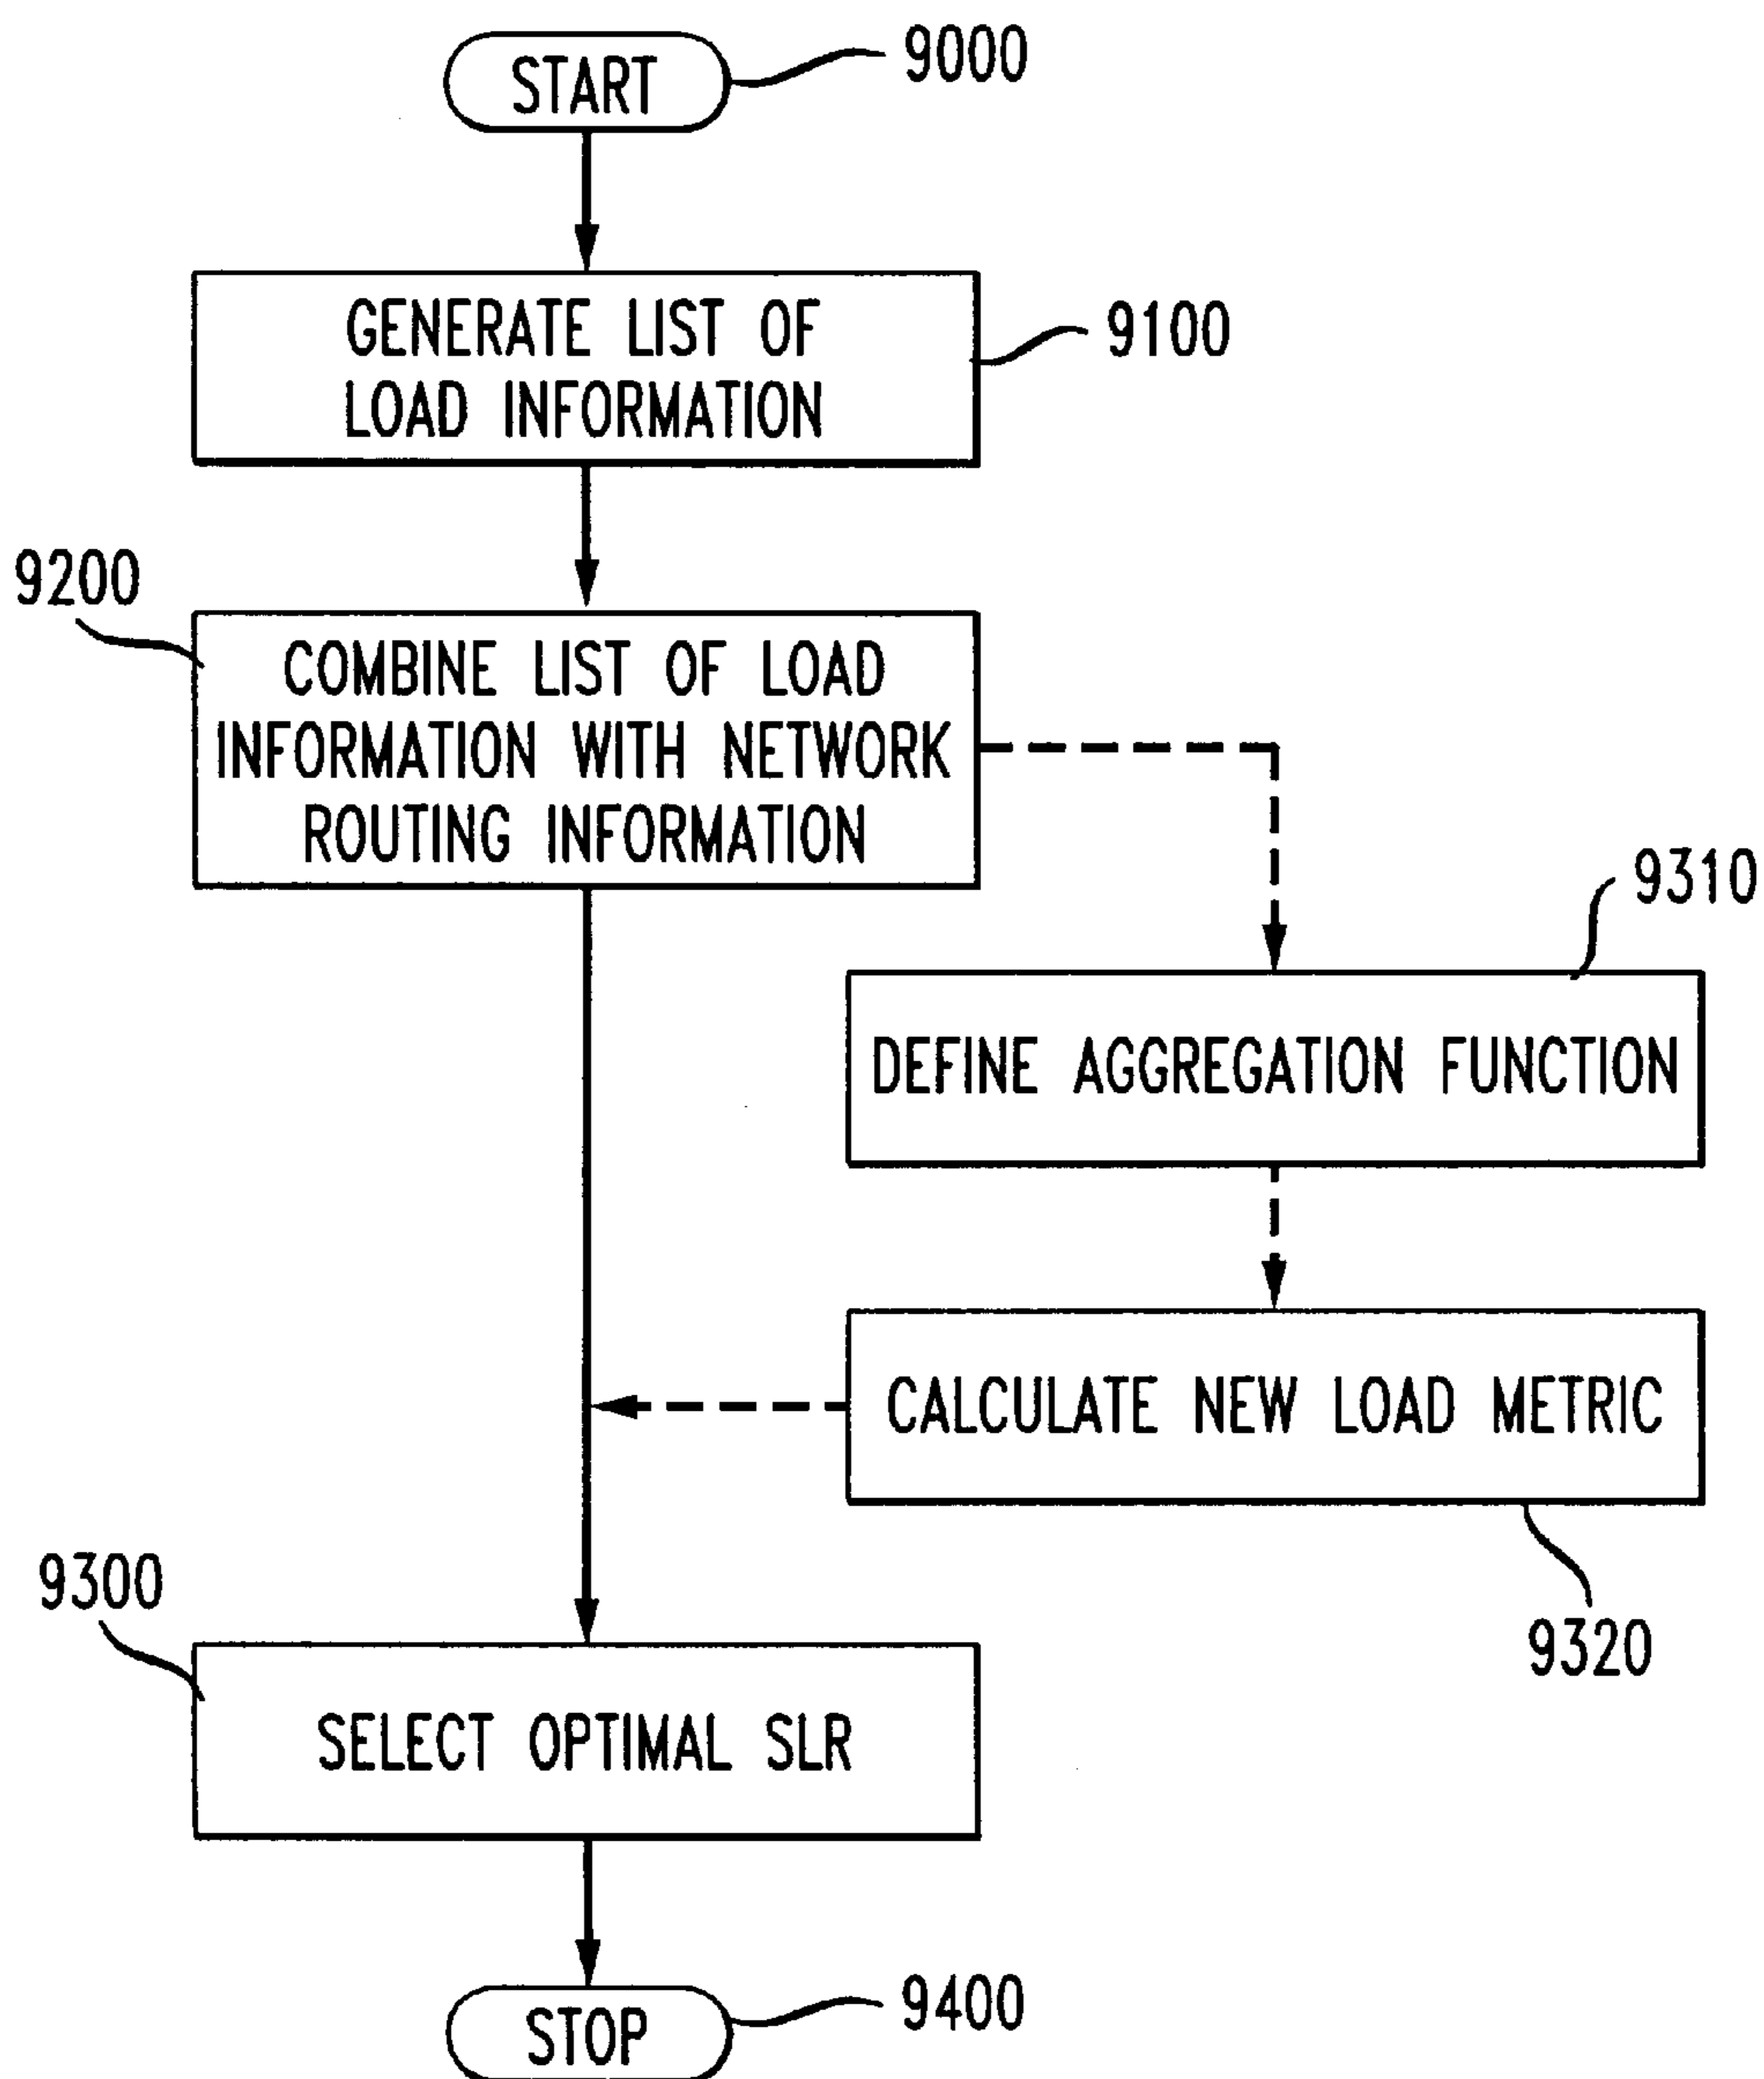 START
9000
GENERATE LIST OF
LOAD INFORMATION
9100
9200
COMBINE LIST OF LOAD
INFORMATION WITH NETWORK
ROUTING INFORMATION
9310
DEFINE AGGREGATION FUNCTION
CALCULATE NEW LOAD METRIC
9320
9300
SELECT OPTIMAL SLR
STOP
9400